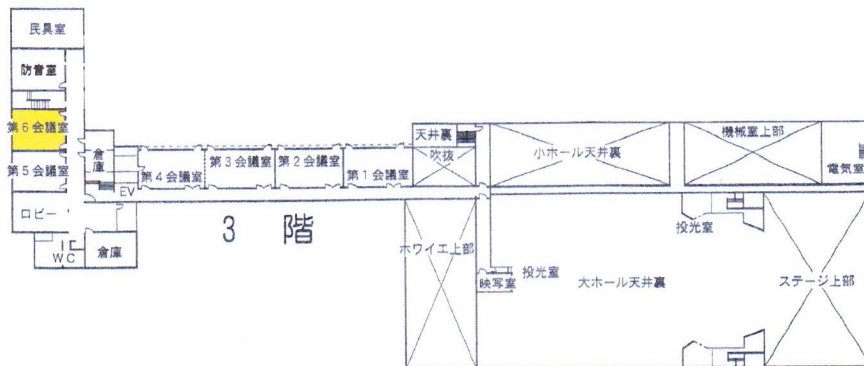 民具室
防音室
第6会議室
第5会議室
ロビー
WC
倉庫
倉庫
EV
第4会議室
第3会議室
第2会議室
第1会議室
3 階
天井裏
吹抜
小ホール天井裏
機械室上部
電気室
ホワイエ上部
映写室
投光室
大ホール天井裏
投光室
ステージ上部